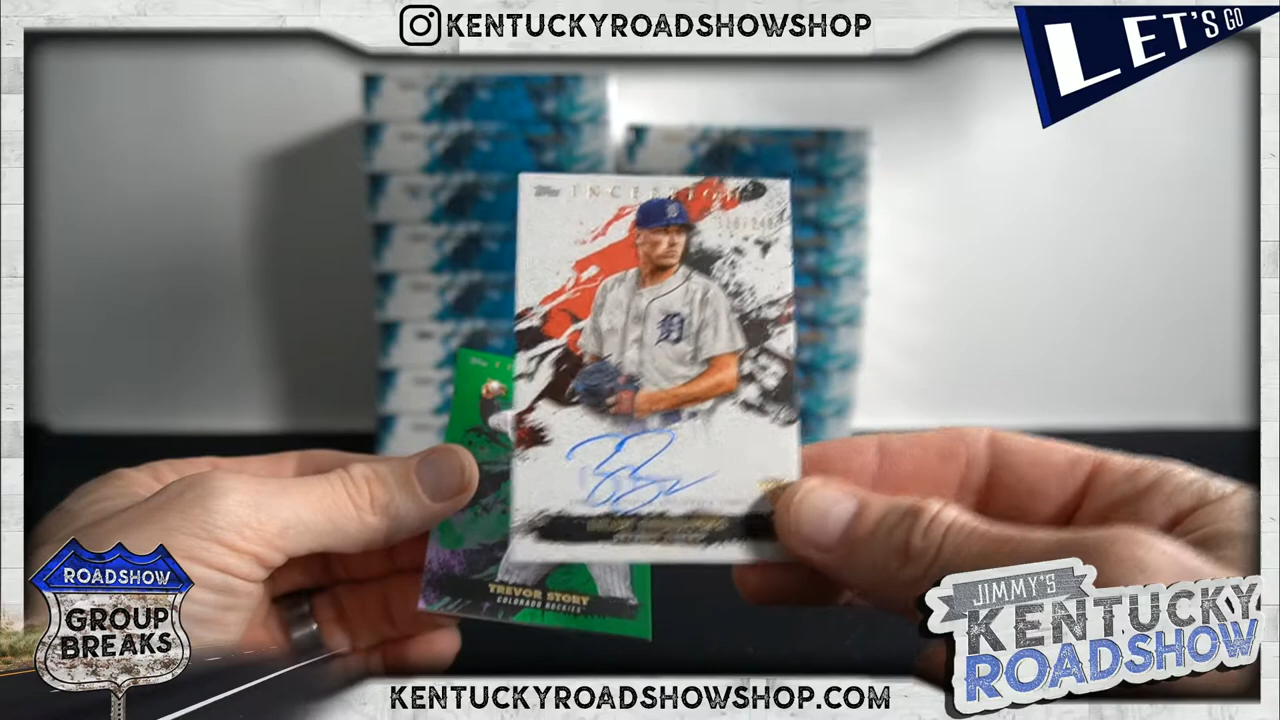 KENTUCKYROADSHOWSHOP
LET'S GO
Topps INCEPTION
TREVOR STORY
COLORADO ROCKIES
ROADSHOW
GROUP
BREAKS
JIMMY'S
KENTUCKY
ROADSHOW
KENTUCKYROADSHOWSHOP.COM